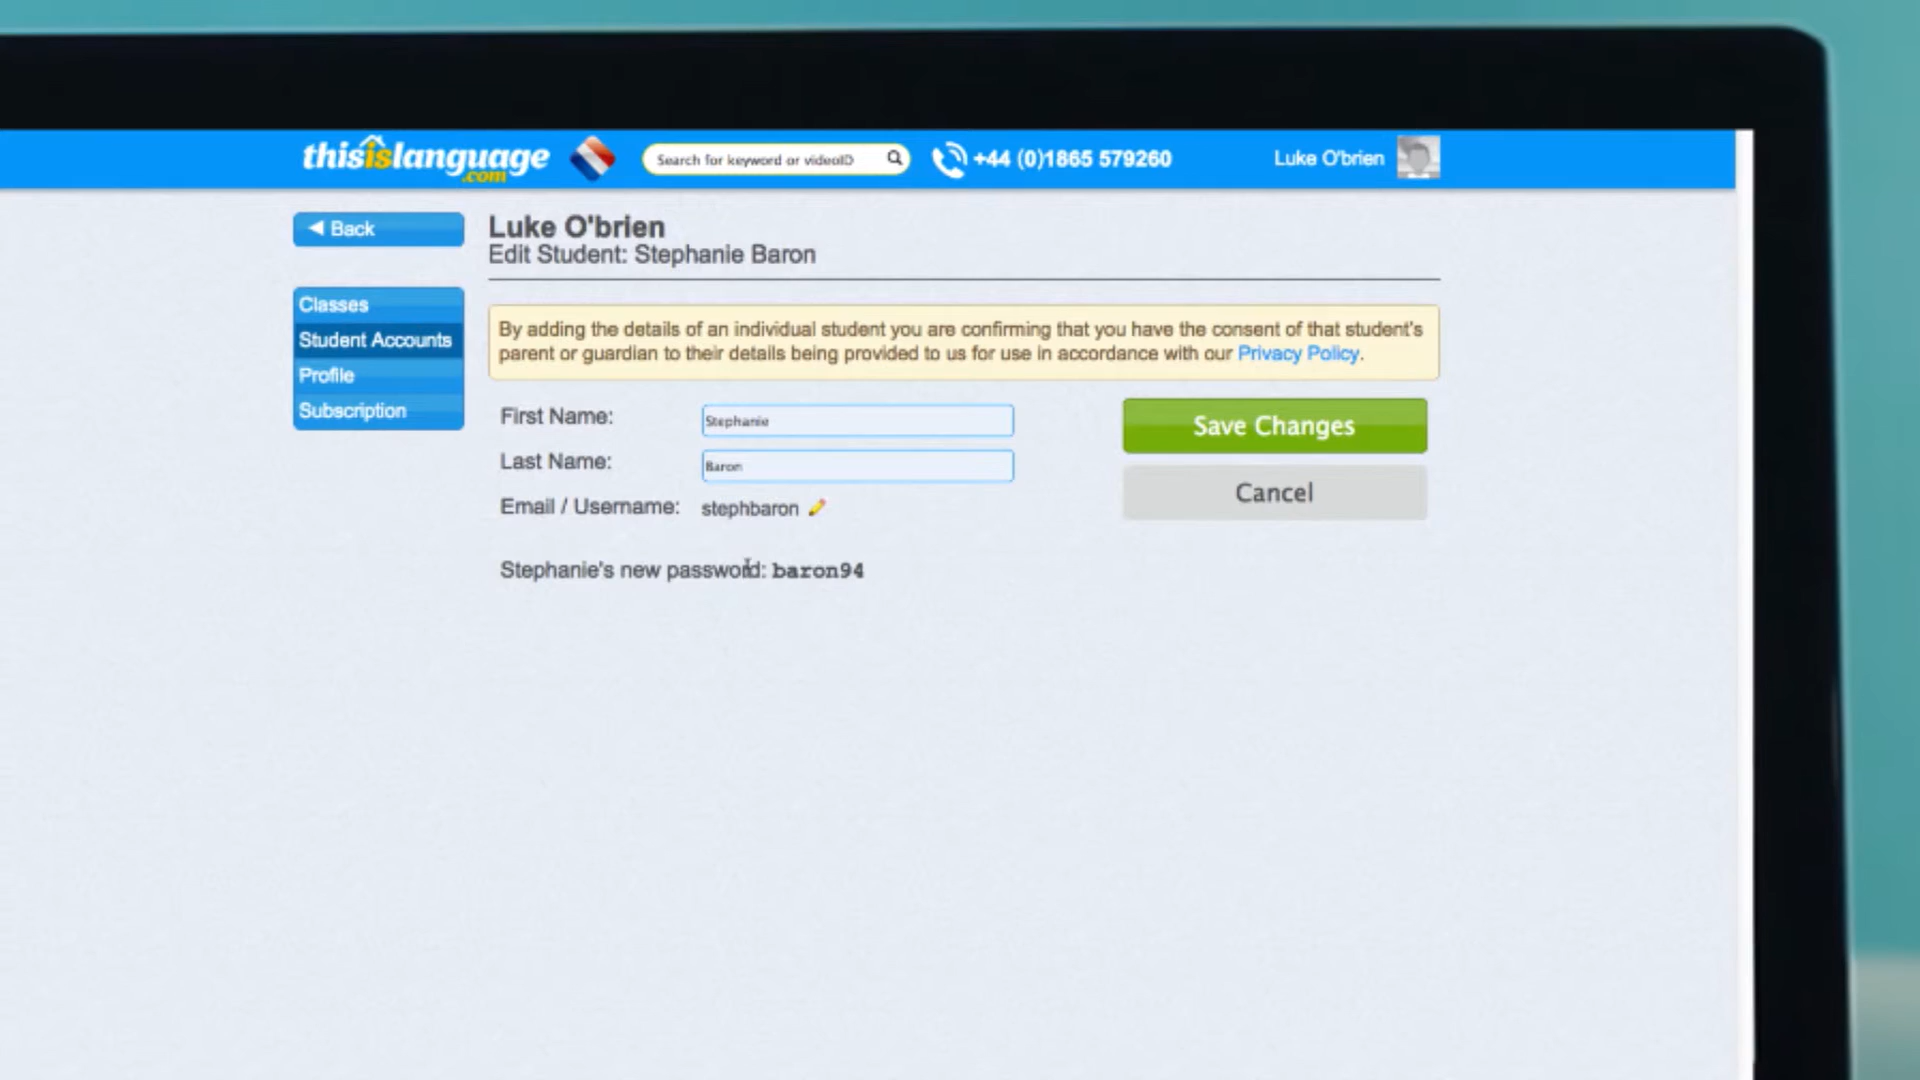 thisislanguage
.com
Search for keyword or videoID
+44 (0)1865 579260
Luke O'brien
Back
Luke O'brien
Edit Student: Stephanie Baron
Classes
Student Accounts
Profile
Subscription
By adding the details of an individual student you are confirming that you have the consent of that student's
parent or guardian to their details being provided to us for use in accordance with our Privacy Policy.
First Name:
Stephanie
Save Changes
Last Name:
Baron
Cancel
Email / Username:
stephbaron
Stephanie's new password: baron94